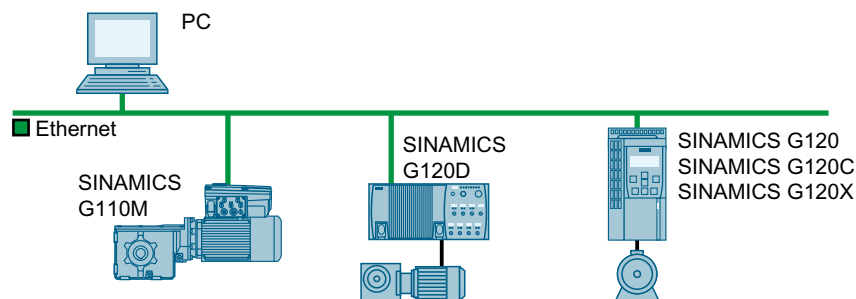 PC
Ethernet
SINAMICS
G110M
SINAMICS
G120D
SINAMICS G120
SINAMICS G120C
SINAMICS G120X